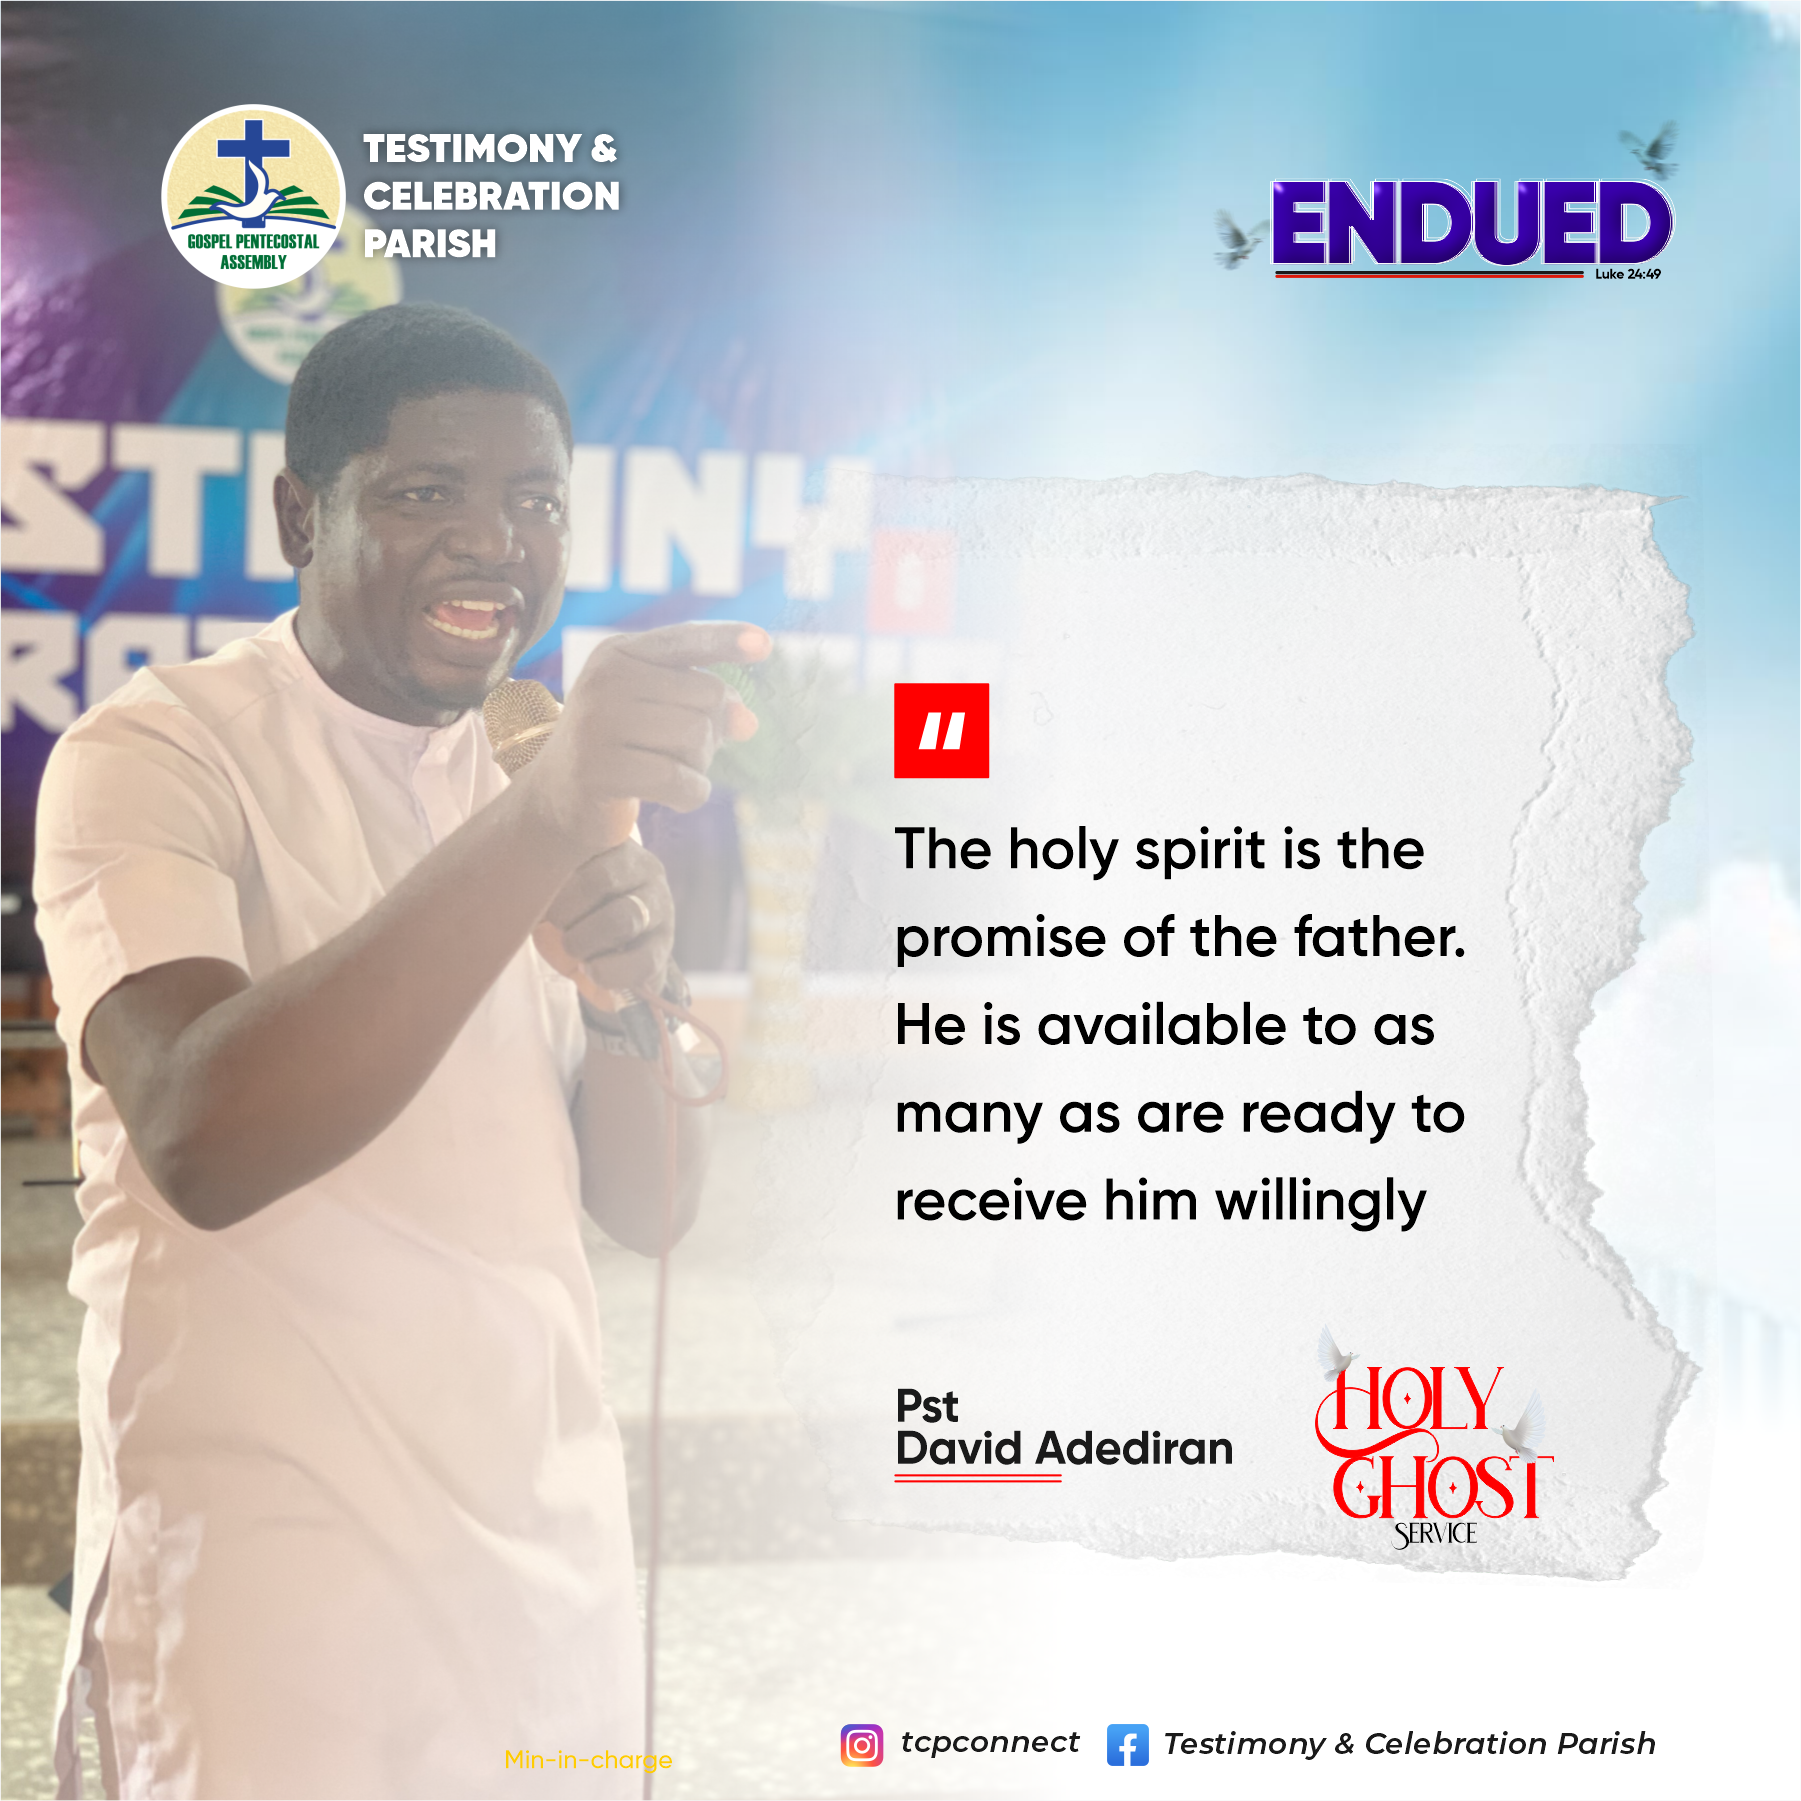 TESTIMONY &
CELEBRATION
PARISH
GOSPEL PENTECOSTAL
ASSEMBLY
ENDUED
Luke 24:49
"
The holy spirit is the
promise of the father.
He is available to as
many as are ready to
receive him willingly
Pst
David Adediran
HOLY
GHOST
SERVICE
Min-in-charge
tcpconnect
Testimony & Celebration Parish